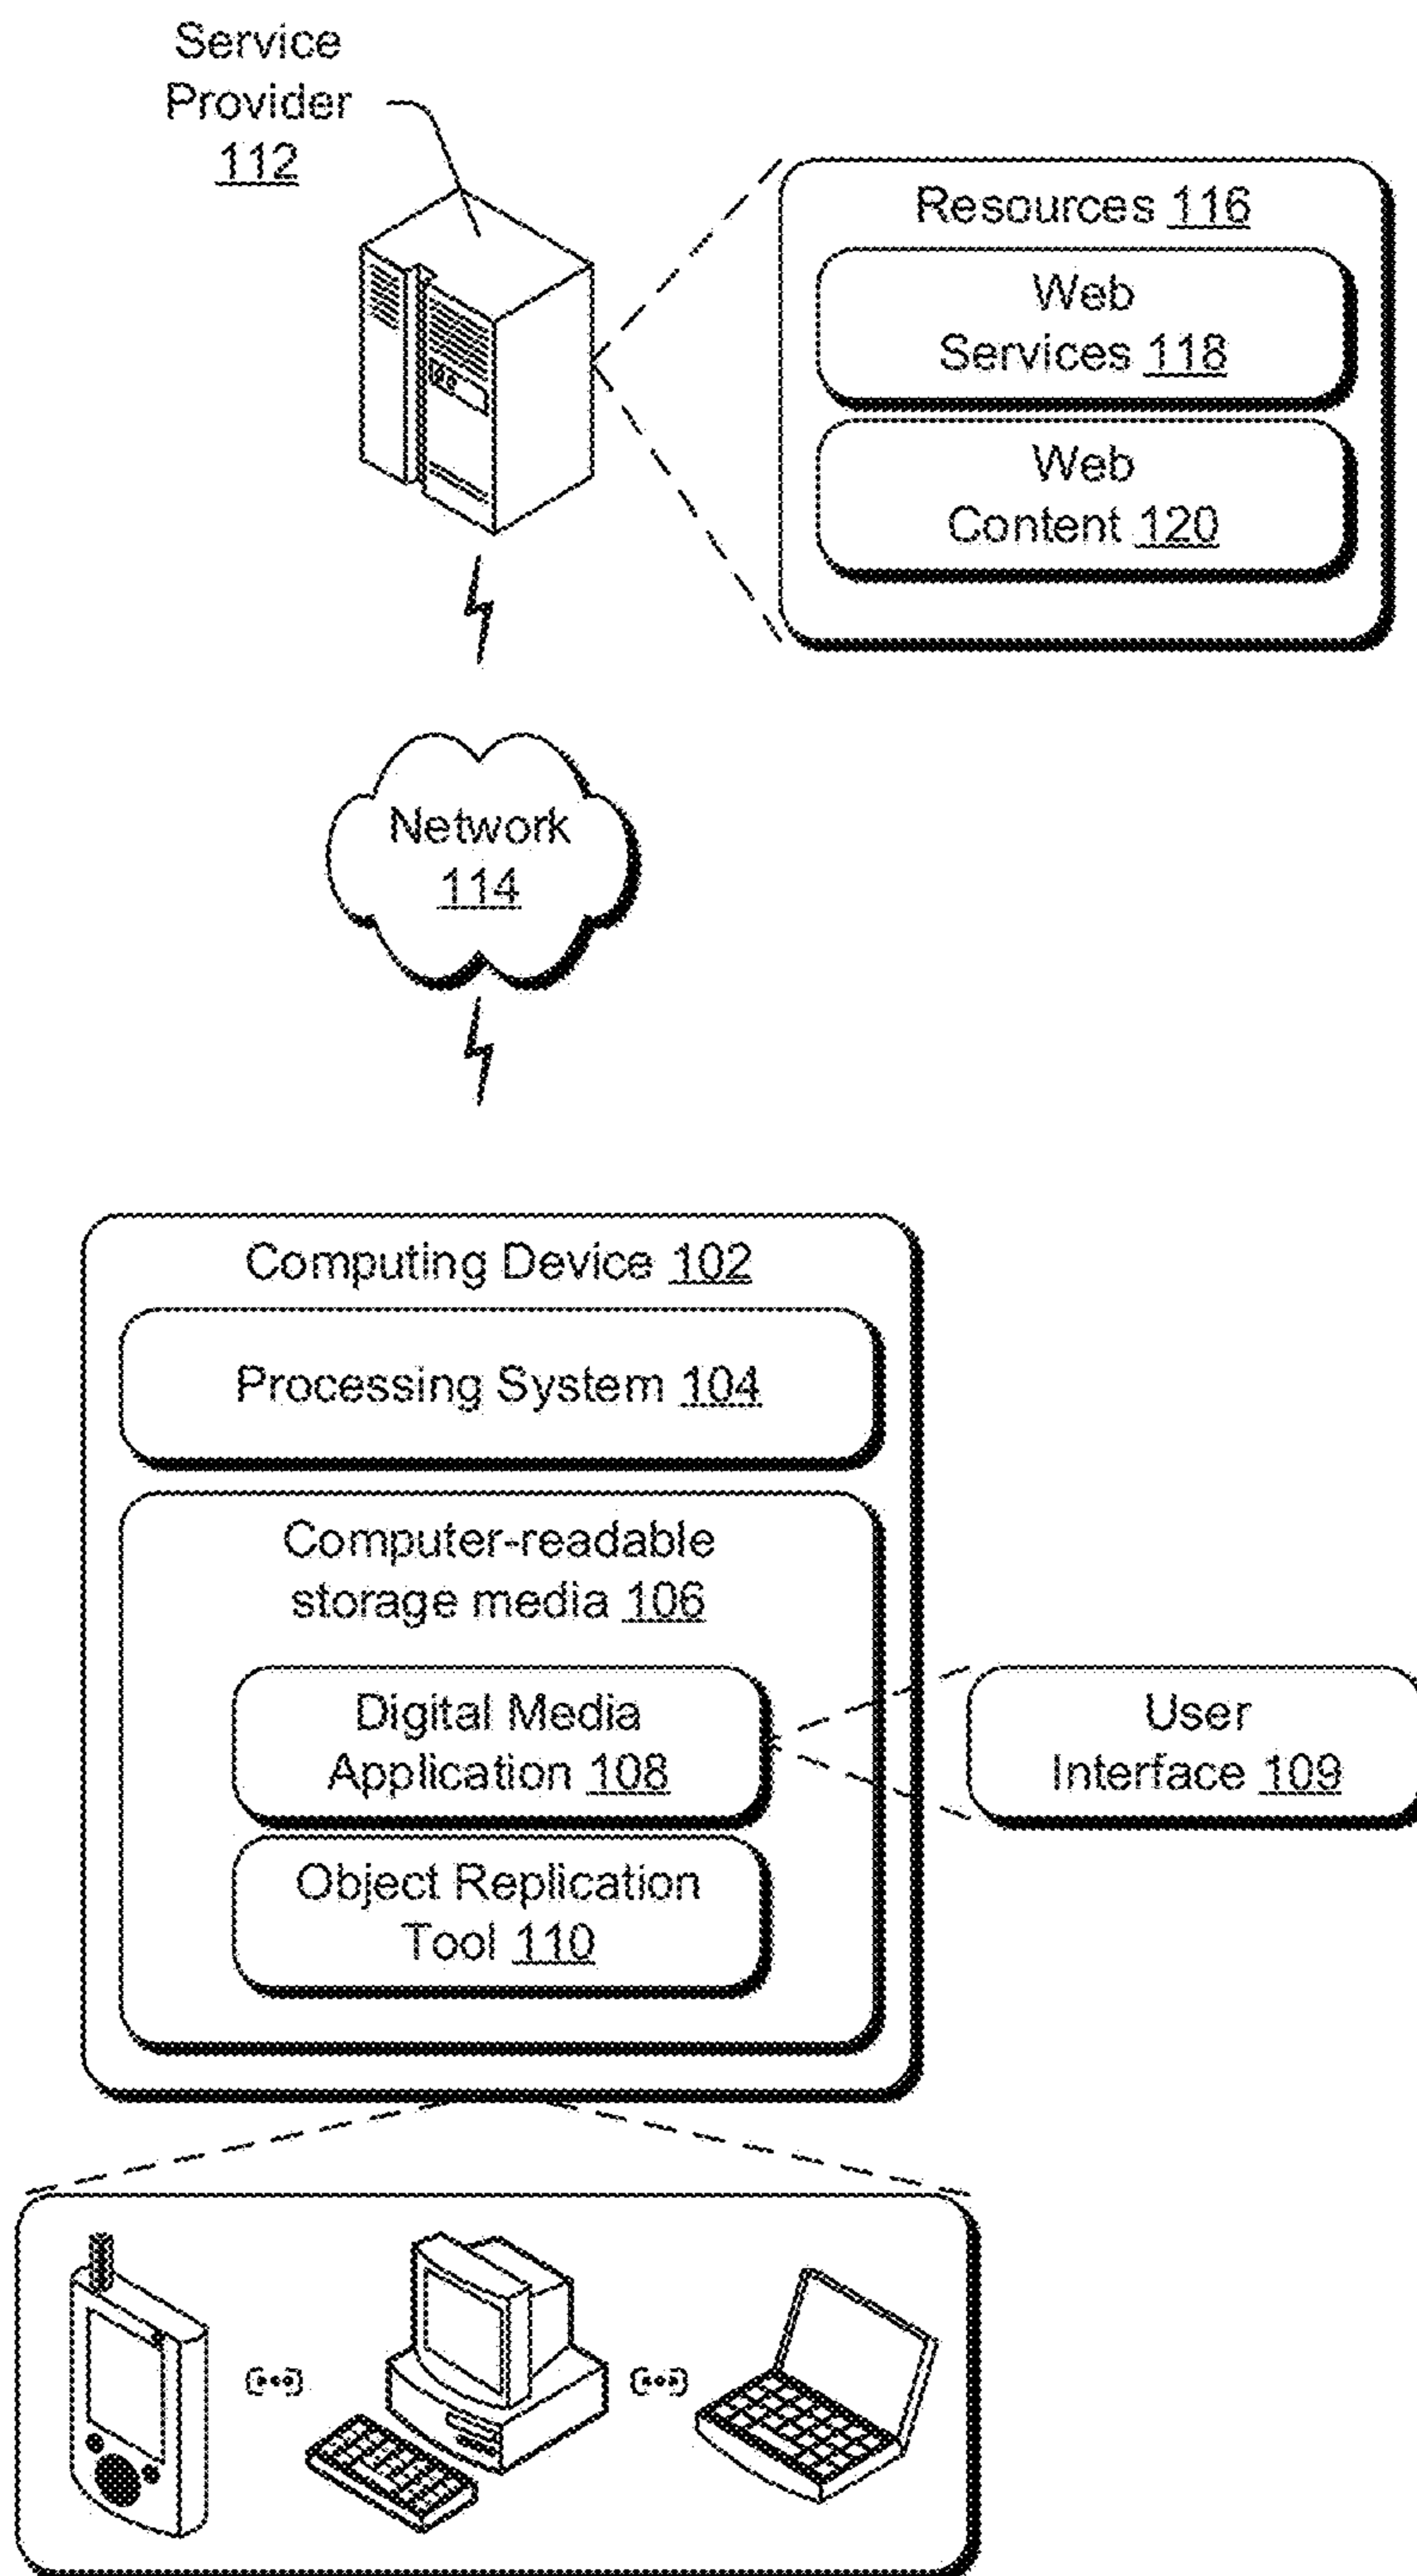 Service
Provider
112
Resources 116
Web
Services 118
Web
Content 120
Network
114
Computing Device 102
Processing System 104
Computer-readable
storage media 106
Digital Media
Application 108
User
Interface 109
Object Replication
Tool 110